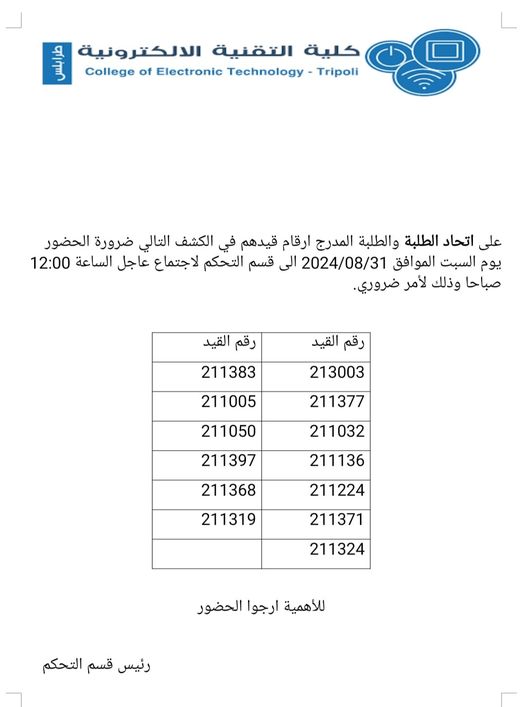 كلية التقنية الالكترونية طرابلس
College of Electronic Technology - Tripoli
على اتحاد الطلبة والطلبة المدرج ارقام قيدهم في الكشف التالي ضرورة الحضور
يوم السبت الموافق 2024/08/31 الى قسم التحكم لاجتماع عاجل الساعة 12:00
صباحا وذلك لأمر ضروري.
رقم القيد رقم القيد
213003 211383
211377 211005
211032 211050
211136 211397
211224 211368
211371 211319
211324
للأهمية ارجوا الحضور
رئيس قسم التحكم